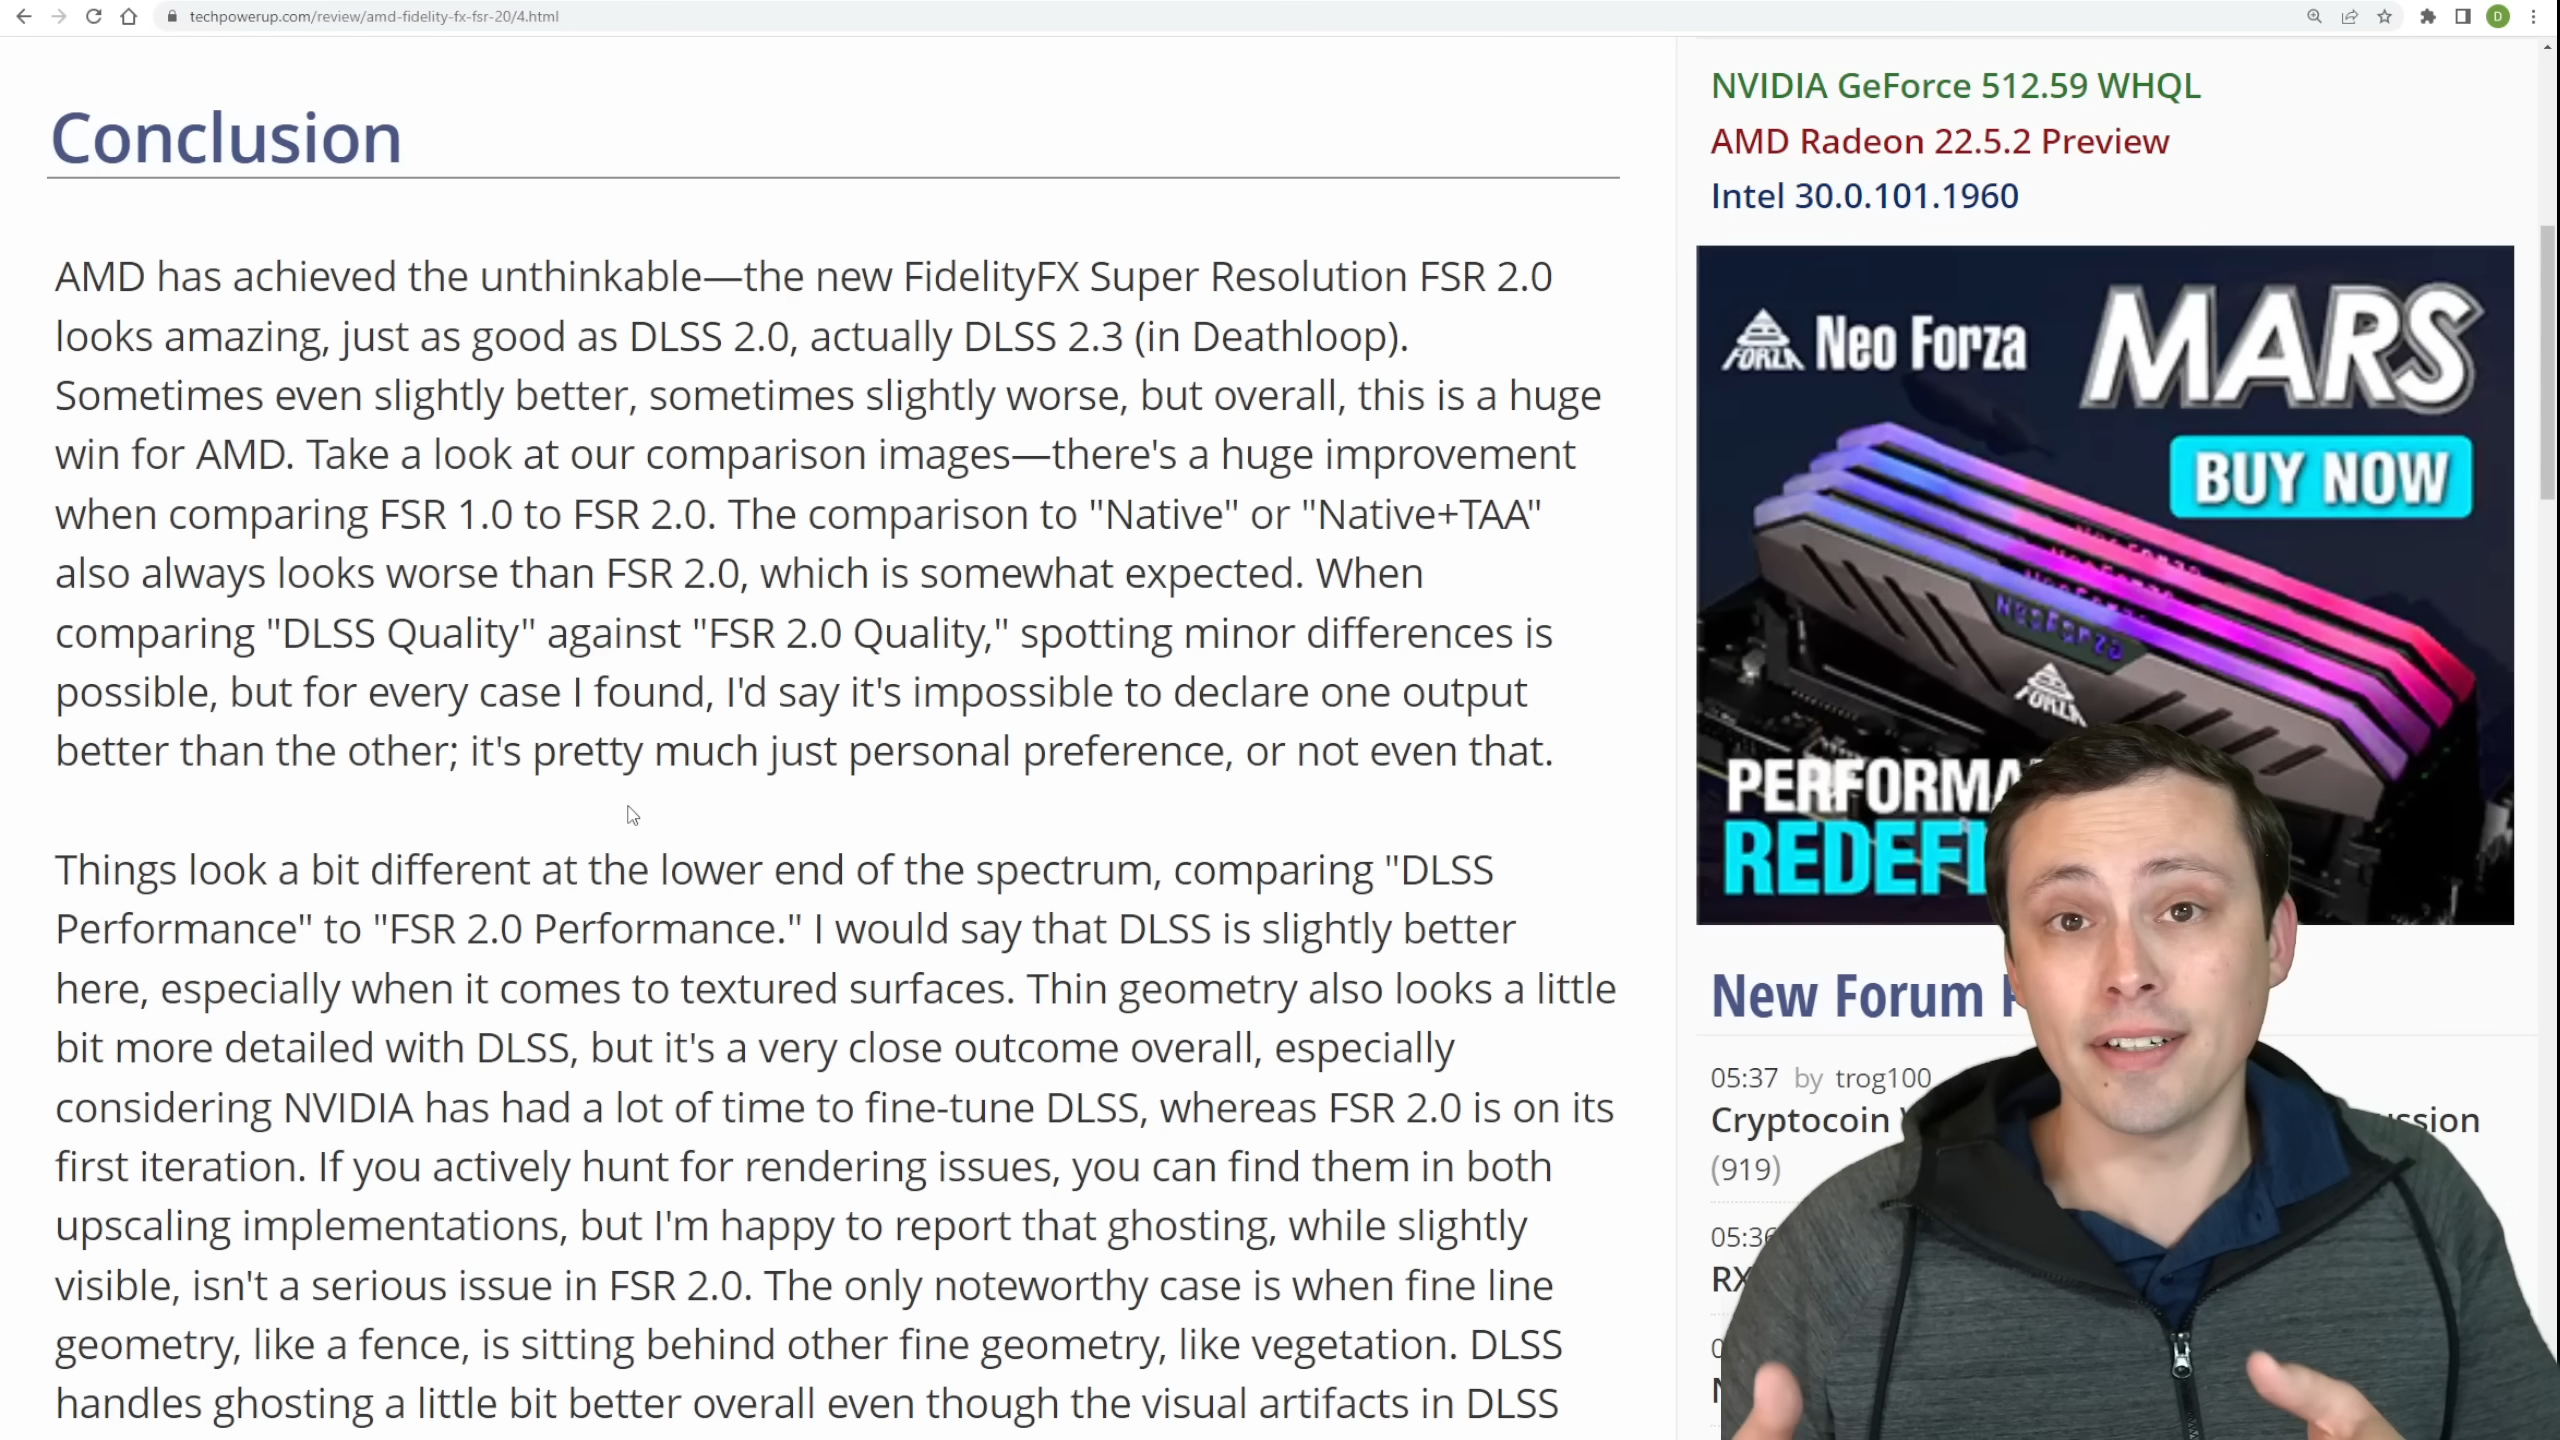 techpowerup.com/review/amd-fidelity-fx-fsr-20/4.html
D
Conclusion
AMD has achieved the unthinkable—the new FidelityFX Super Resolution FSR 2.0
looks amazing, just as good as DLSS 2.0, actually DLSS 2.3 (in Deathloop).
Sometimes even slightly better, sometimes slightly worse, but overall, this is a huge
win for AMD. Take a look at our comparison images—there's a huge improvement
when comparing FSR 1.0 to FSR 2.0. The comparison to "Native" or "Native+TAA"
also always looks worse than FSR 2.0, which is somewhat expected. When
comparing "DLSS Quality" against "FSR 2.0 Quality," spotting minor differences is
possible, but for every case I found, I'd say it's impossible to declare one output
better than the other; it's pretty much just personal preference, or not even that.
Things look a bit different at the lower end of the spectrum, comparing "DLSS
Performance" to "FSR 2.0 Performance." I would say that DLSS is slightly better
here, especially when it comes to textured surfaces. Thin geometry also looks a little
bit more detailed with DLSS, but it's a very close outcome overall, especially
considering NVIDIA has had a lot of time to fine-tune DLSS, whereas FSR 2.0 is on its
first iteration. If you actively hunt for rendering issues, you can find them in both
upscaling implementations, but I'm happy to report that ghosting, while slightly
visible, isn't a serious issue in FSR 2.0. The only noteworthy case is when fine line
geometry, like a fence, is sitting behind other fine geometry, like vegetation. DLSS
handles ghosting a little bit better overall even though the visual artifacts in DLSS
NVIDIA GeForce 512.59 WHQL
AMD Radeon 22.5.2 Preview
Intel 30.0.101.1960
FORZA Neo Forza
MARS
BUY NOW
NEOFORZA
FORZA
PERFORMA
REDEFI
New Forum
05:37 by trog100
Cryptocoin
(919)
05:36
RX